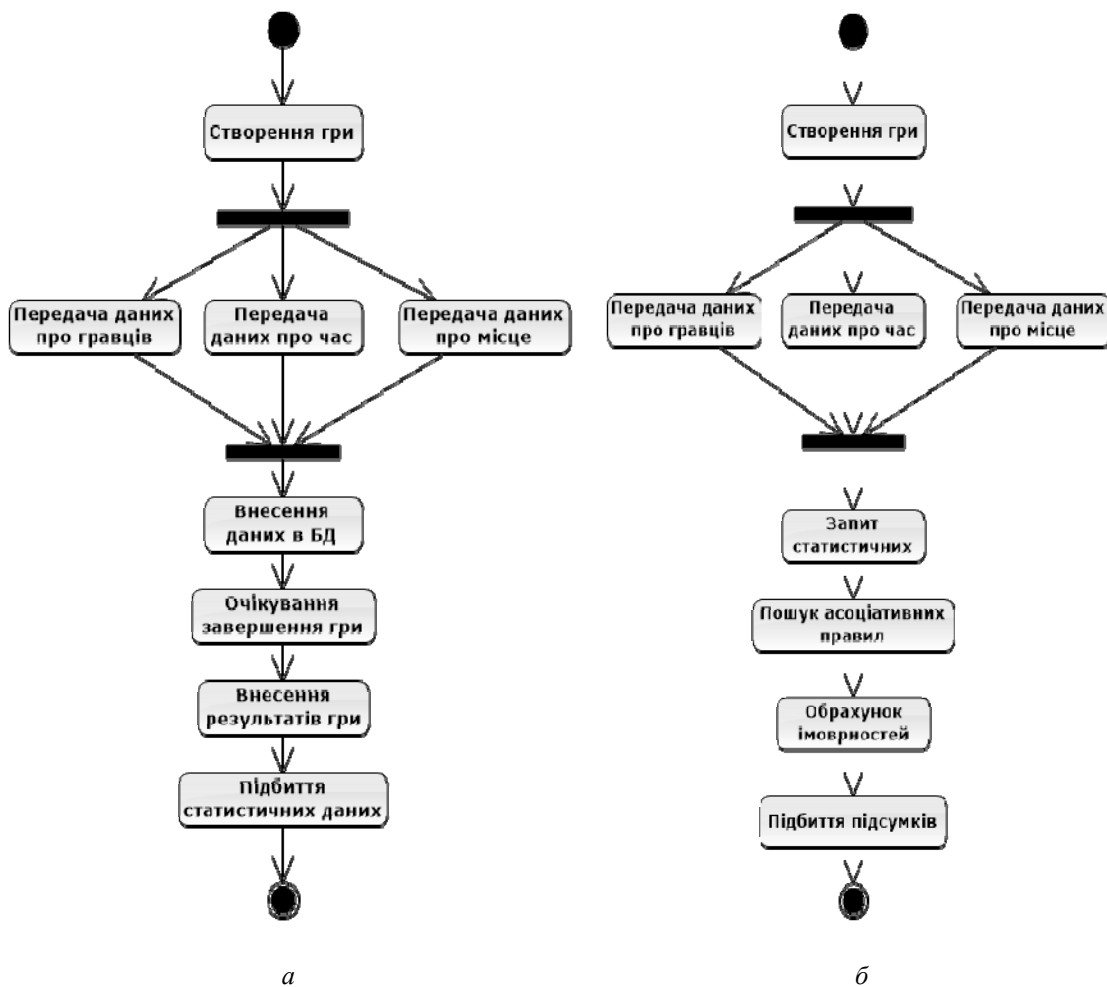 Створення гри
Передача даних
про гравців
Передача
даних про час
Передача даних
про місце
Внесення
даних в БД
Очікування
завершення гри
Внесення
результатів гри
Підбиття
статистичних даних
а
Створення гри
Передача даних
про гравців
Передача
даних про час
Передача даних
про місце
Запит
статистичних
Пошук асоціативних
правил
Обрахунок
імоврностей
Підбиття підсумків
б